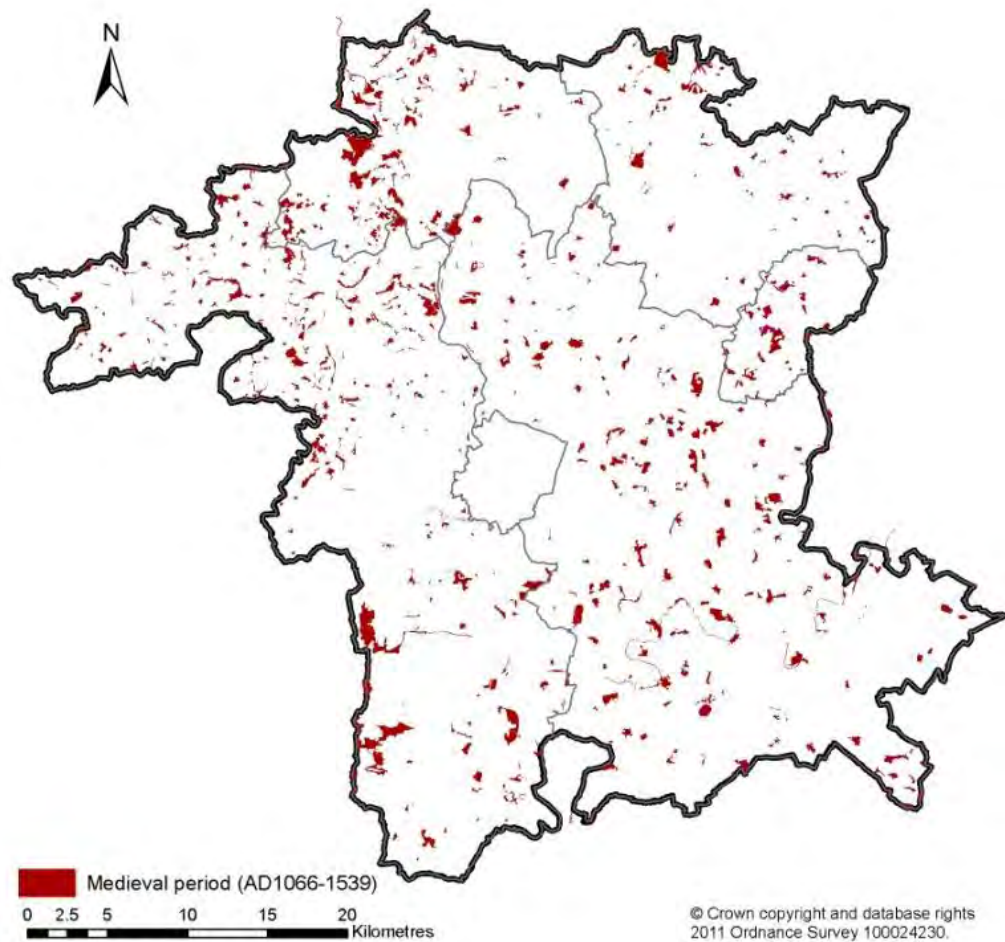 N
Medieval period (AD1066-1539)
0 2.5 5 10 15 20
Kilometres
© Crown copyright and database rights
2011 Ordnance Survey 100024230.